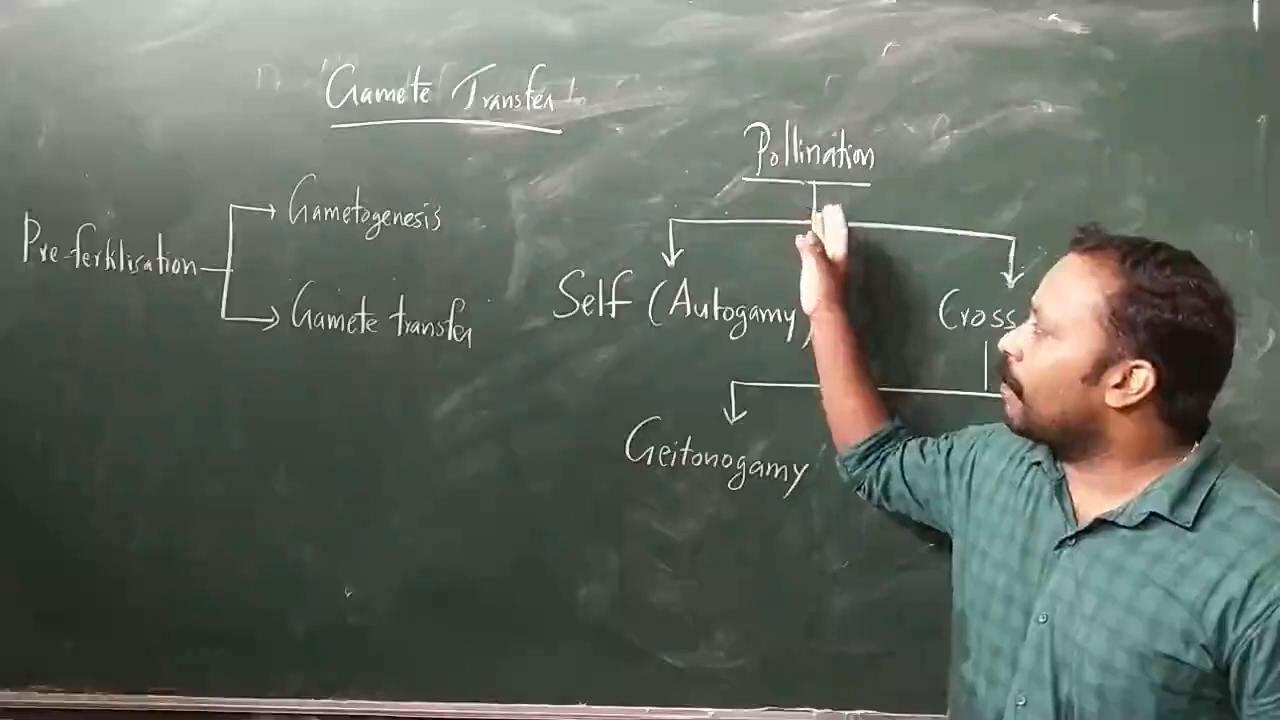 Gamete Transfer
Pollination
Pre-fertilisation
Gametogenesis
Gamete transfer
Self (Autogamy)
Cross
Geitonogamy